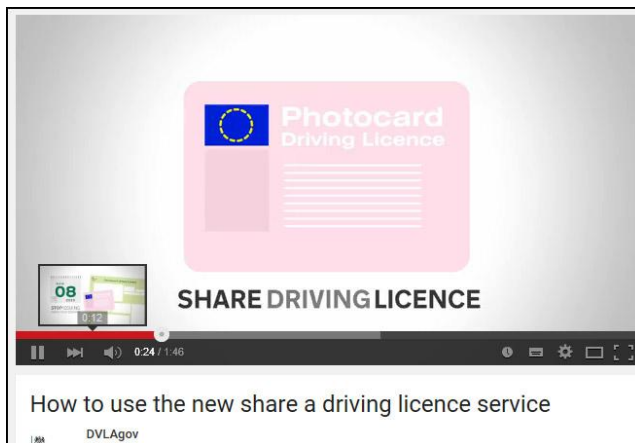 Photocard
Driving Licence
08
SHARE DRIVING LICENCE
0:12
0:24 / 1:46
How to use the new share a driving licence service
DVLAgov